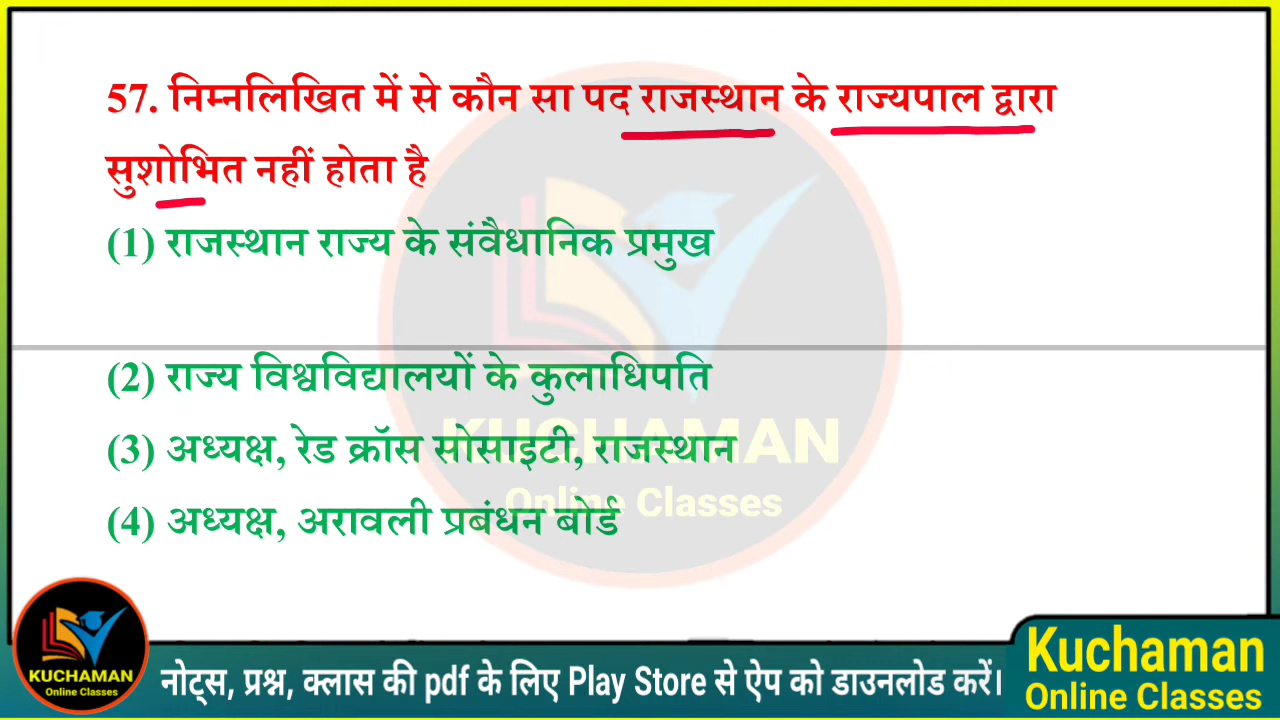 57. निम्नलिखित में से कौन सा पद राजस्थान के राज्यपाल द्वारा
सुशोभित नहीं होता है
(1) राजस्थान राज्य के संवैधानिक प्रमुख
(2) राज्य विश्वविद्यालयों के कुलाधिपति
(3) अध्यक्ष, रेड क्रॉस सोसाइटी, राजस्थान
KUCHAMAN
Online Classes
(4) अध्यक्ष, अरावली प्रबंधन बोर्ड
KUCHAMAN
Online Classes
नोट्स, प्रश्न, क्लास की pdf के लिए Play Store से ऐप को डाउनलोड करें।
Kuchaman
Online Classes